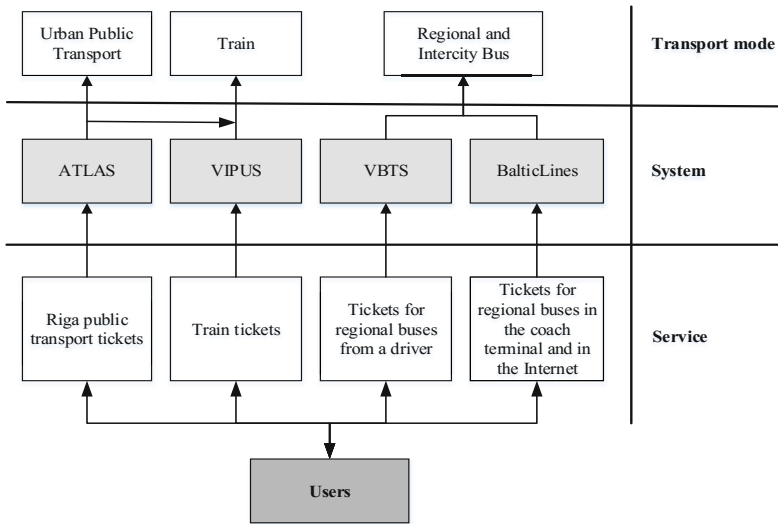 Urban Public
Transport
Train
Regional and
Intercity Bus
Transport mode
ATLAS
VIPUS
VBTS
BalticLines
System
Riga public
transport tickets
Train tickets
Tickets for
regional buses
from a driver
Tickets for
regional buses in
the coach
terminal and in
the Internet
Service
Users